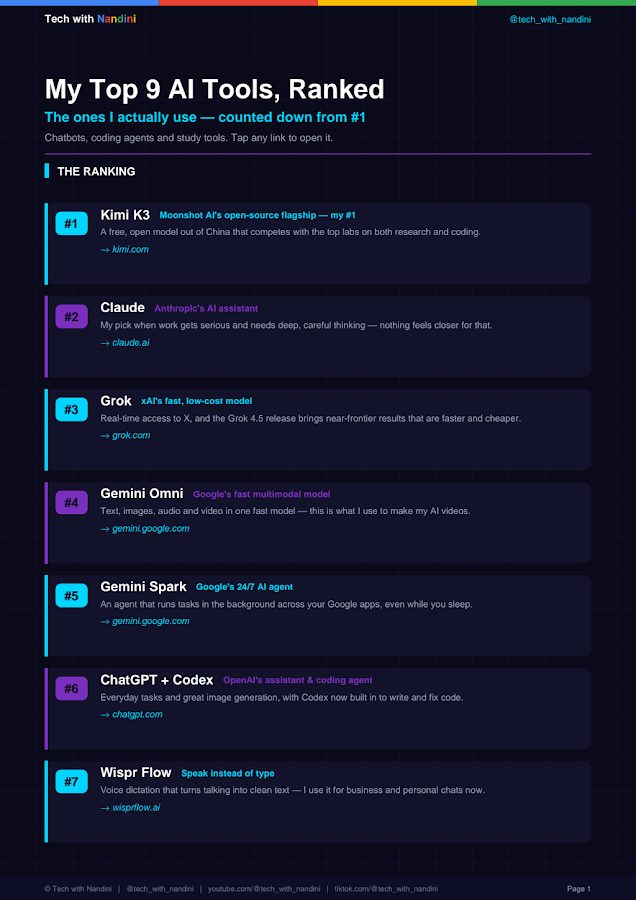 Tech with Nandini
@tech_with_nandini
My Top 9 AI Tools, Ranked
The ones I actually use — counted down from #1
Chatbots, coding agents and study tools. Tap any link to open it.
THE RANKING
#1
Kimi K3 Moonshot AI's open-source flagship — my #1
A free, open model out of China that competes with the top labs on both research and coding.
→ kimi.com
#2
Claude Anthropic's AI assistant
My pick when work gets serious and needs deep, careful thinking — nothing feels closer for that.
→ claude.ai
#3
Grok xAI's fast, low-cost model
Real-time access to X, and the Grok 4.5 release brings near-frontier results that are faster and cheaper.
→ grok.com
#4
Gemini Omni Google's fast multimodal model
Text, images, audio and video in one fast model — this is what I use to make my AI videos.
→ gemini.google.com
#5
Gemini Spark Google's 24/7 AI agent
An agent that runs tasks in the background across your Google apps, even while you sleep.
→ gemini.google.com
#6
ChatGPT + Codex OpenAI's assistant & coding agent
Everyday tasks and great image generation, with Codex now built in to write and fix code.
→ chatgpt.com
#7
Wispr Flow Speak instead of type
Voice dictation that turns talking into clean text — I use it for business and personal chats now.
→ wisprflow.ai
© Tech with Nandini | @tech_with_nandini | youtube.com/@tech_with_nandini | tiktok.com/@tech_with_nandini
Page 1